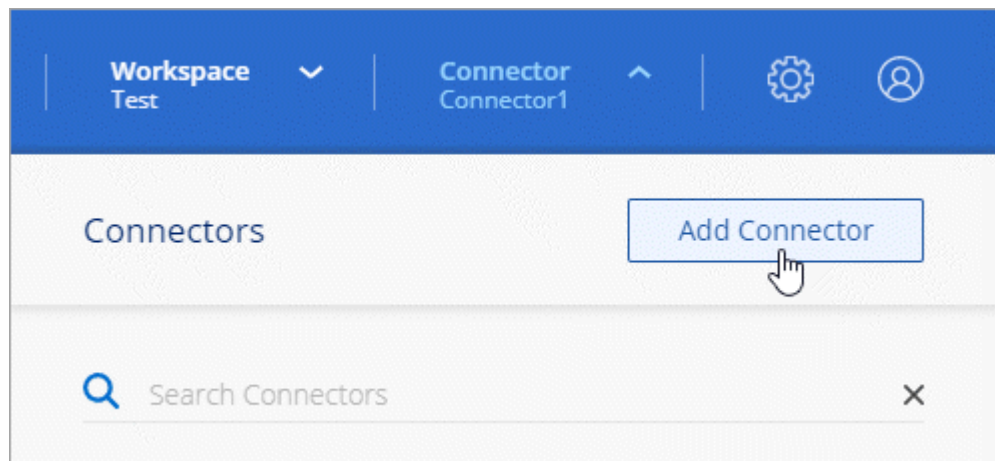 Workspace
Test
Connector
Connector1
Connectors
Add Connector
Search Connectors